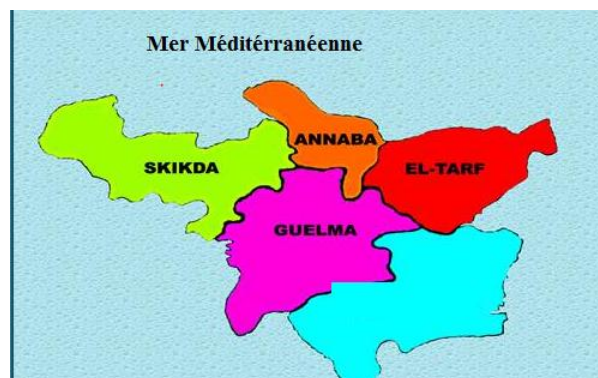 Mer Méditérranéenne
ANNABA
SKIKDA
EL-TARF
GUELMA